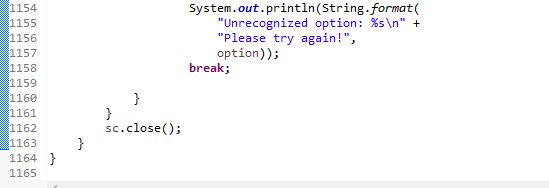 1154 System.out.println(String.format(
1155 "Unrecognized option: %s\n" +
1156 "Please try again!",
1157 option));
1158 break;
1159
1160 }
1161 }
1162 sc.close();
1163 }
1164 }
1165